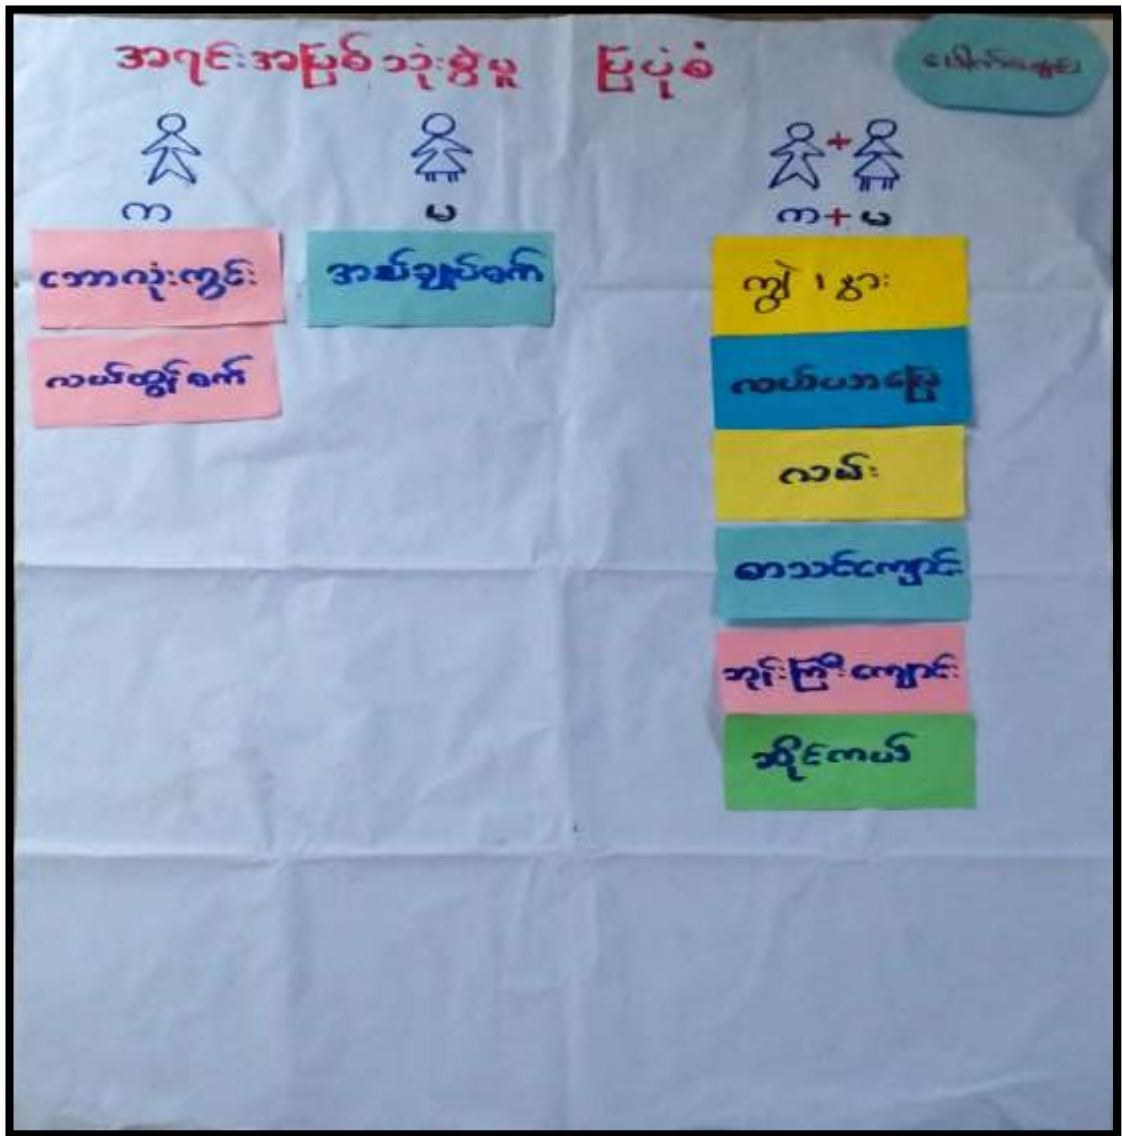 အရင်းအမြစ်သုံးစွဲမှု ပြပုံစံ
ကျား
မ
ကျား + မ
ဘောလုံးကွင်း
အပ်ချုပ်စက်
ကျွဲ၊ နွား
လယ်ထွန်စက်
လယ်ယာမြေ
လမ်း
စာသင်ကျောင်း
ဘုန်းကြီးကျောင်း
ဆိုင်ကယ်